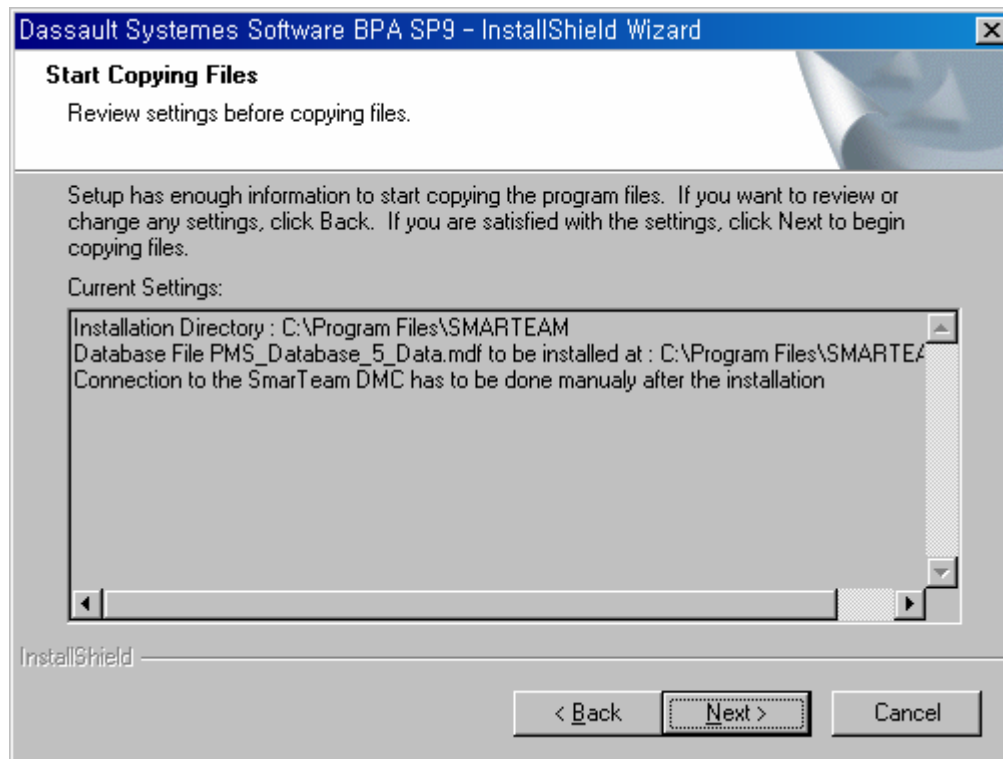 Dassault Systemes Software BPA SP9 - InstallShield Wizard
Start Copying Files
Review settings before copying files.
Setup has enough information to start copying the program files.  If you want to review or
change any settings, click Back.  If you are satisfied with the settings, click Next to begin
copying files.
Current Settings:
Installation Directory : C:\Program Files\SMARTEAM
Database File PMS_Database_5_Data.mdf to be installed at : C:\Program Files\SMARTEA
Connection to the SmarTeam DMC has to be done manualy after the installation
InstallShield
< Back
Next >
Cancel